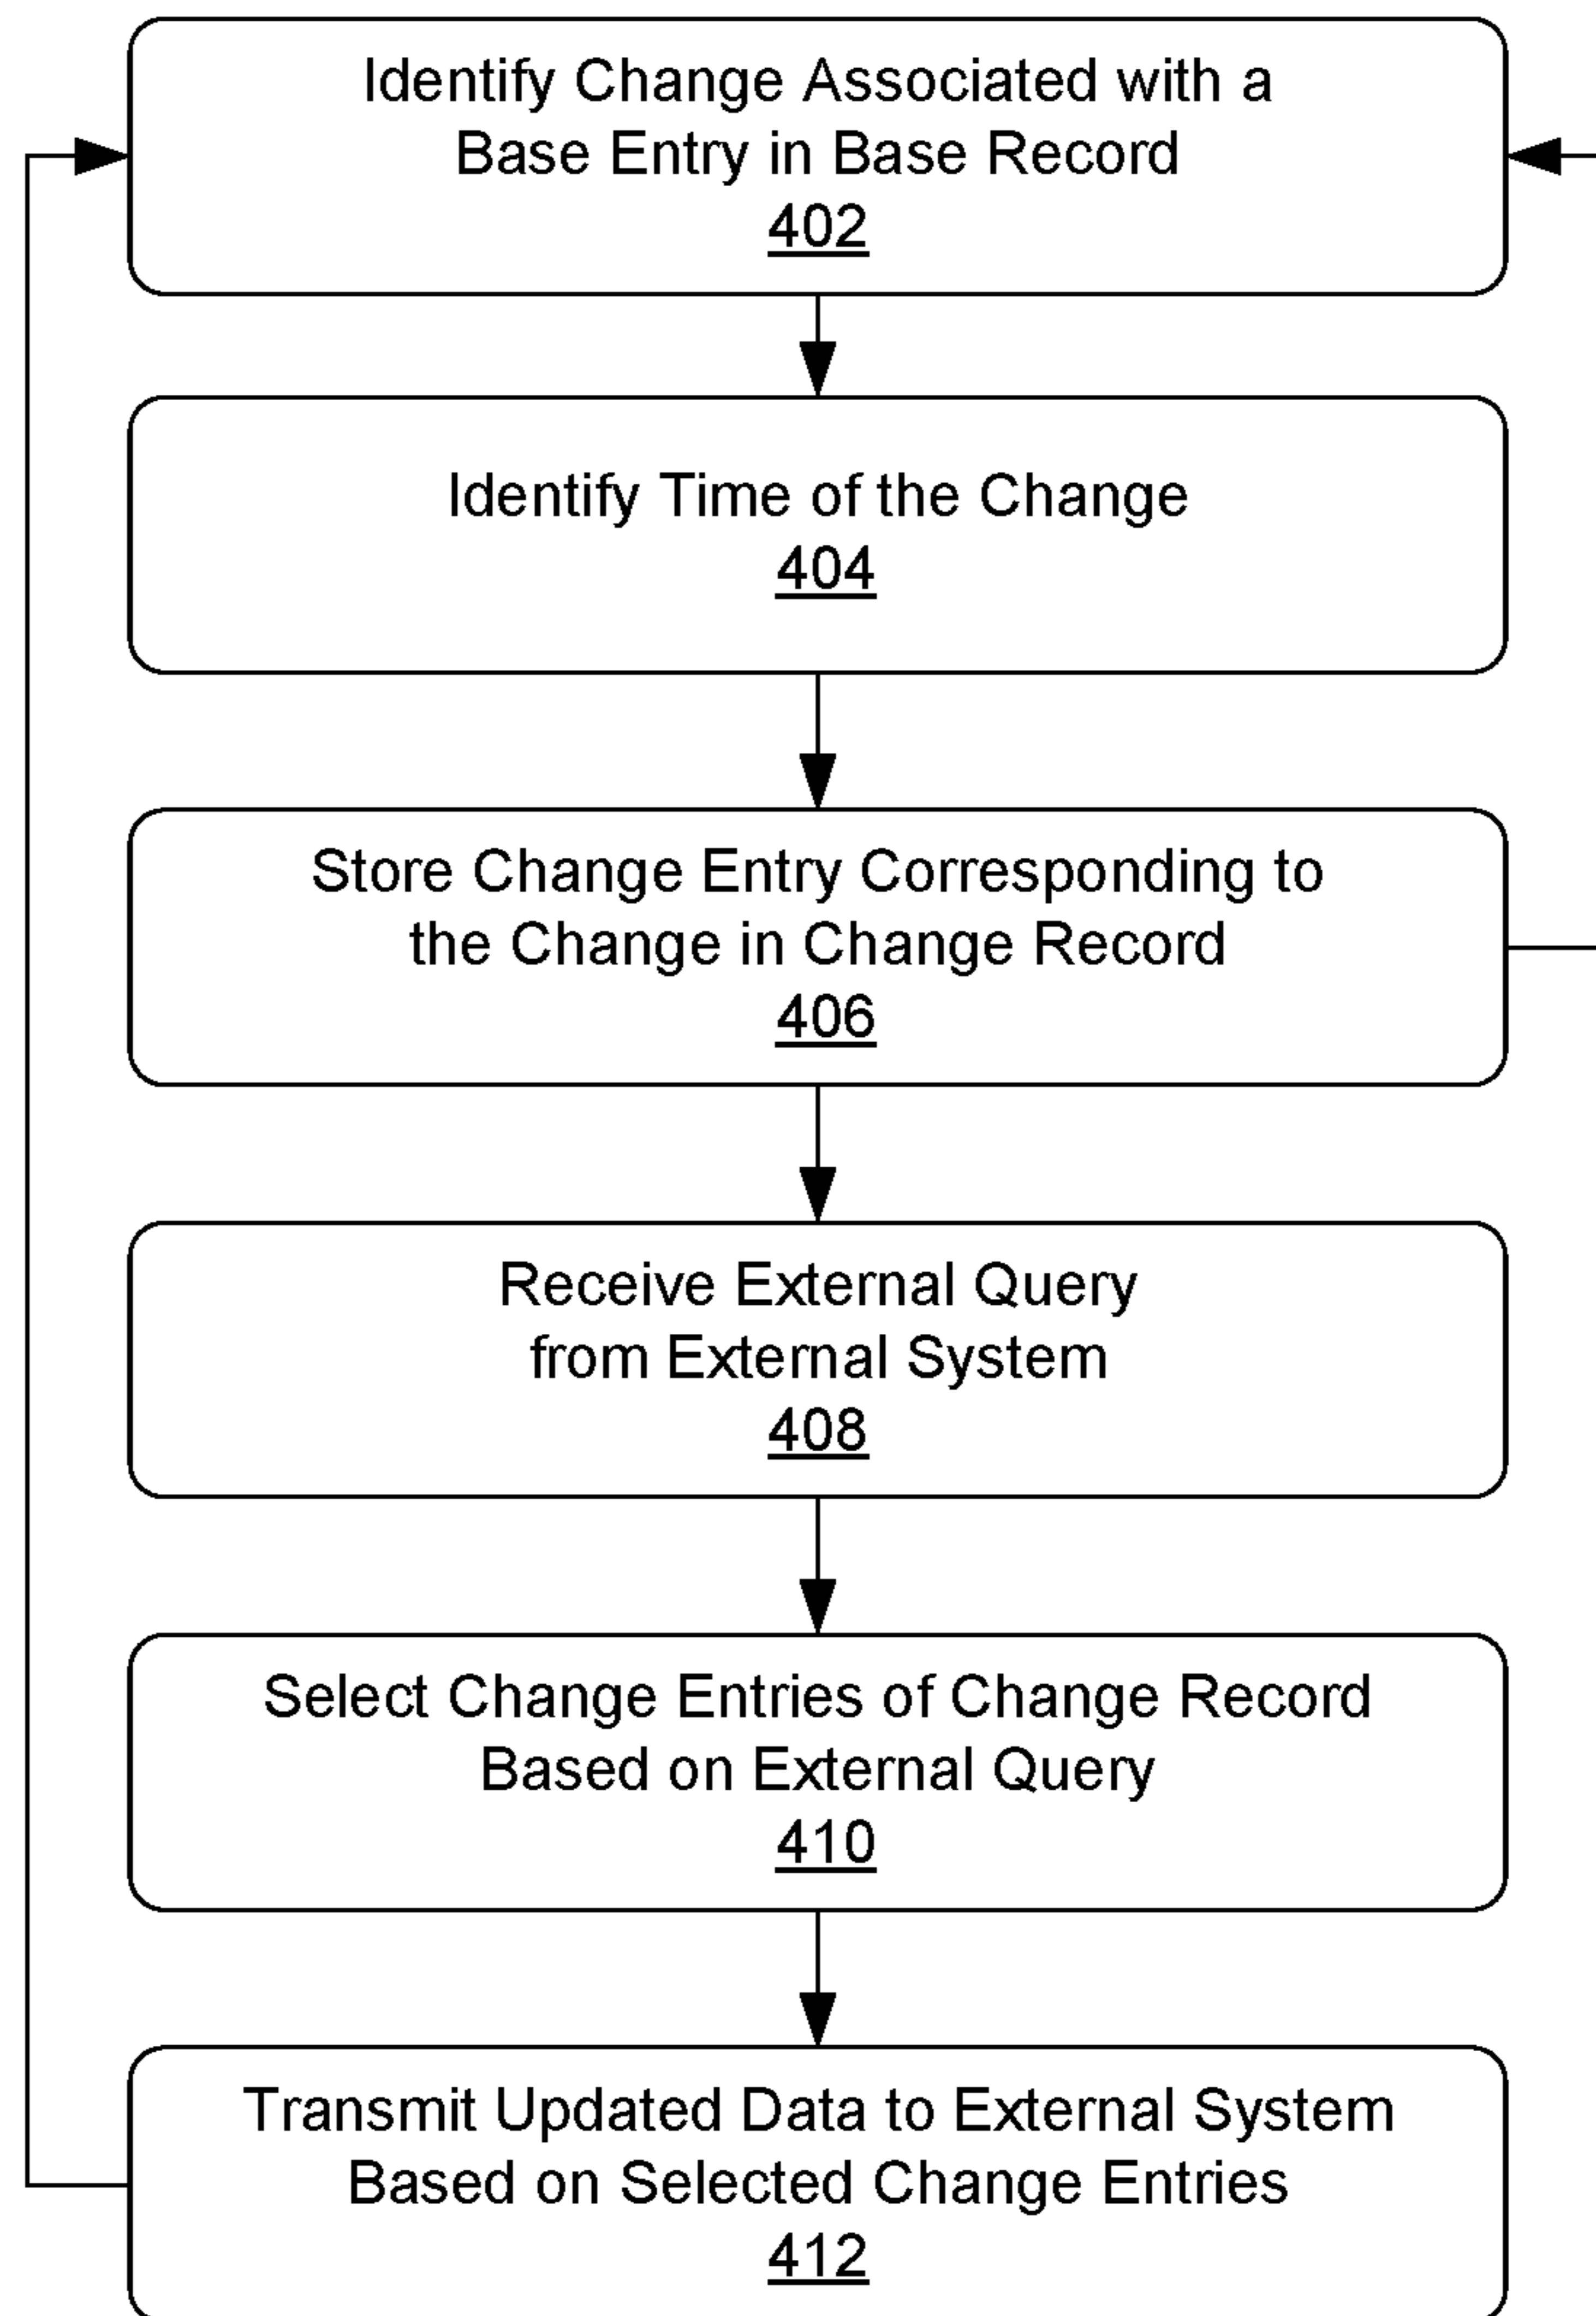 Identify Change Associated with a
Base Entry in Base Record
402
Identify Time of the Change
404
Store Change Entry Corresponding to
the Change in Change Record
406
Receive External Query
from External System
408
Select Change Entries of Change Record
Based on External Query
410
Transmit Updated Data to External System
Based on Selected Change Entries
412